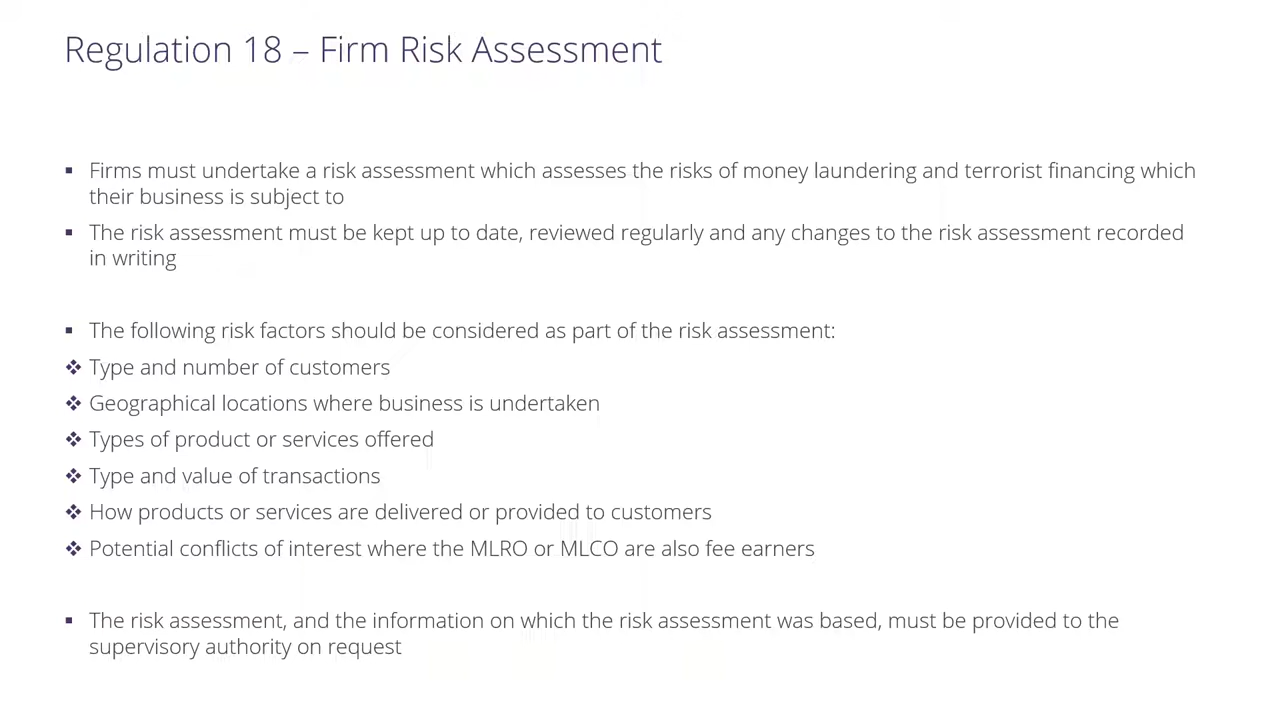 Regulation 18 – Firm Risk Assessment
▪ Firms must undertake a risk assessment which assesses the risks of money laundering and terrorist financing which
their business is subject to
▪ The risk assessment must be kept up to date, reviewed regularly and any changes to the risk assessment recorded
in writing
▪ The following risk factors should be considered as part of the risk assessment:
❖ Type and number of customers
❖ Geographical locations where business is undertaken
❖ Types of product or services offered
❖ Type and value of transactions
❖ How products or services are delivered or provided to customers
❖ Potential conflicts of interest where the MLRO or MLCO are also fee earners
▪ The risk assessment, and the information on which the risk assessment was based, must be provided to the
supervisory authority on request